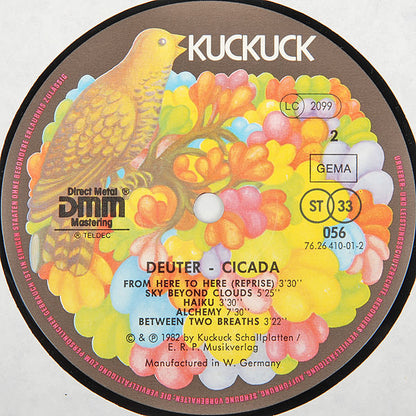 KUCKUCK
LC 2099
2
GEMA
ST 33
056
76.26 410-01-2
Direct Metal
DMM
Mastering
® TELDEC
DEUTER - CICADA
FROM HERE TO HERE (REPRISE) 3'30''
SKY BEYOND CLOUDS 5'25''
HAIKU 3'30''
ALCHEMY 7'30''
BETWEEN TWO BREATHS 3'22''
© & ℗ 1982 by Kuckuck Schallplatten /
E. R. P. Musikverlag
Manufactured in W. Germany